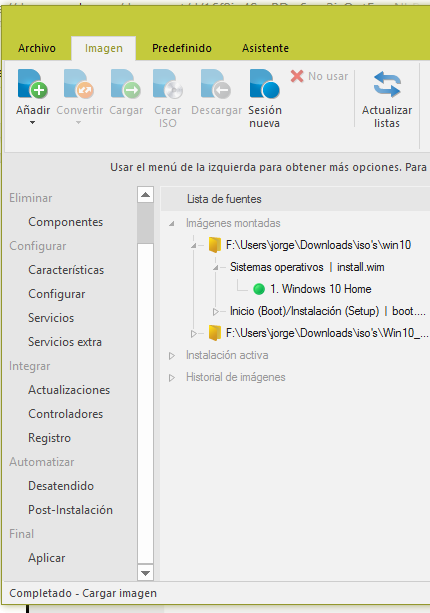 Archivo Imagen Predefinido Asistente
Añadir Convertir Cargar Crear ISO Descargar Sesión nueva No usar Actualizar listas
Usar el menú de la izquierda para obtener más opciones. Para
Eliminar
Componentes
Configurar
Características
Configurar
Servicios
Servicios extra
Integrar
Actualizaciones
Controladores
Registro
Automatizar
Desatendido
Post-Instalación
Final
Aplicar
Lista de fuentes
Imágenes montadas
F:\Users\jorge\Downloads\iso's\win10
Sistemas operativos | install.wim
1. Windows 10 Home
Inicio (Boot)/Instalación (Setup) | boot....
F:\Users\jorge\Downloads\iso's\Win10_...
Instalación activa
Historial de imágenes
Completado - Cargar imagen